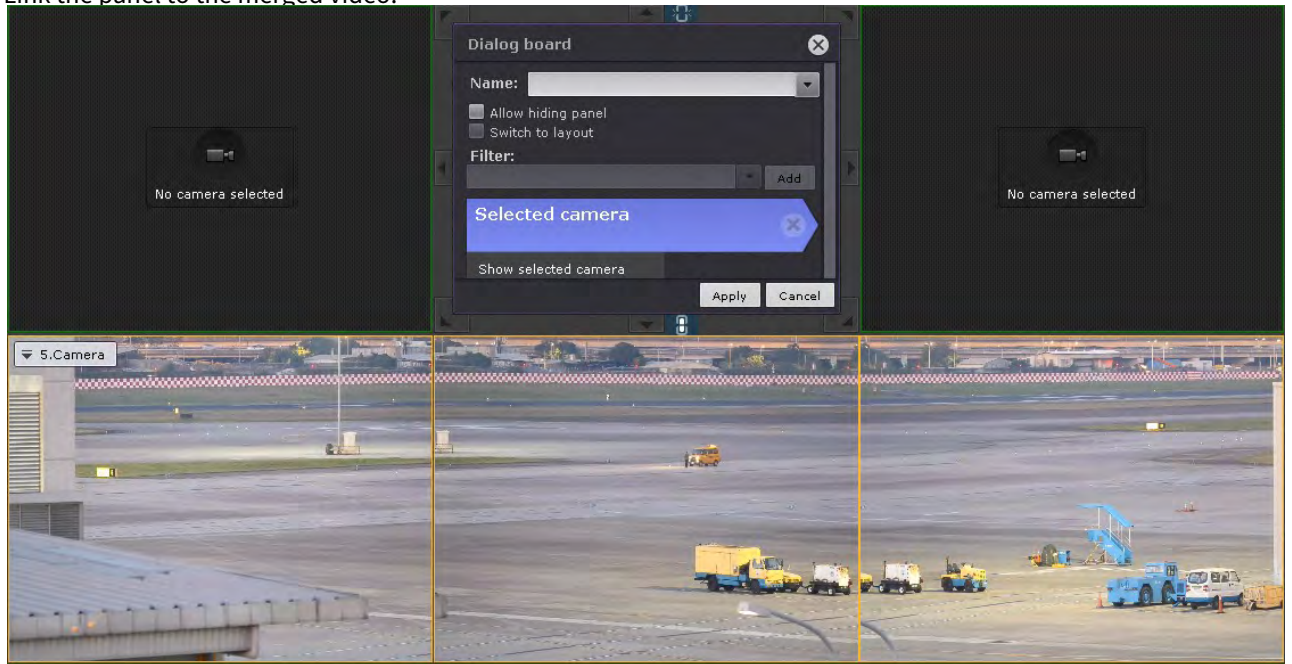 Link the panel to the merged video.
Dialog board
Name:
Allow hiding panel
Switch to layout
Filter:
Add
No camera selected
No camera selected
Selected camera
Show selected camera
Apply Cancel
5.Camera